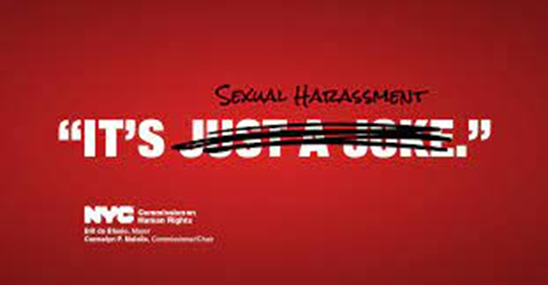 Sexual Harassment
"IT'S JUST A JOKE."
NYC Commission on
Human Rights
Bill de Blasio, Mayor
Carmelyn P. Malalis, Commissioner/Chair